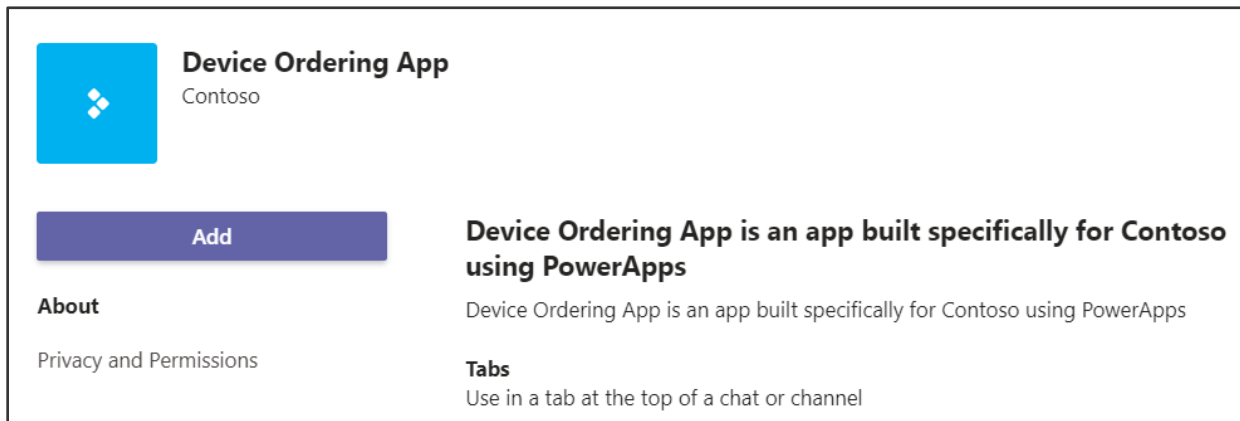 Device Ordering App
Contoso
Add
About
Privacy and Permissions
Device Ordering App is an app built specifically for Contoso
using PowerApps
Device Ordering App is an app built specifically for Contoso using PowerApps
Tabs
Use in a tab at the top of a chat or channel